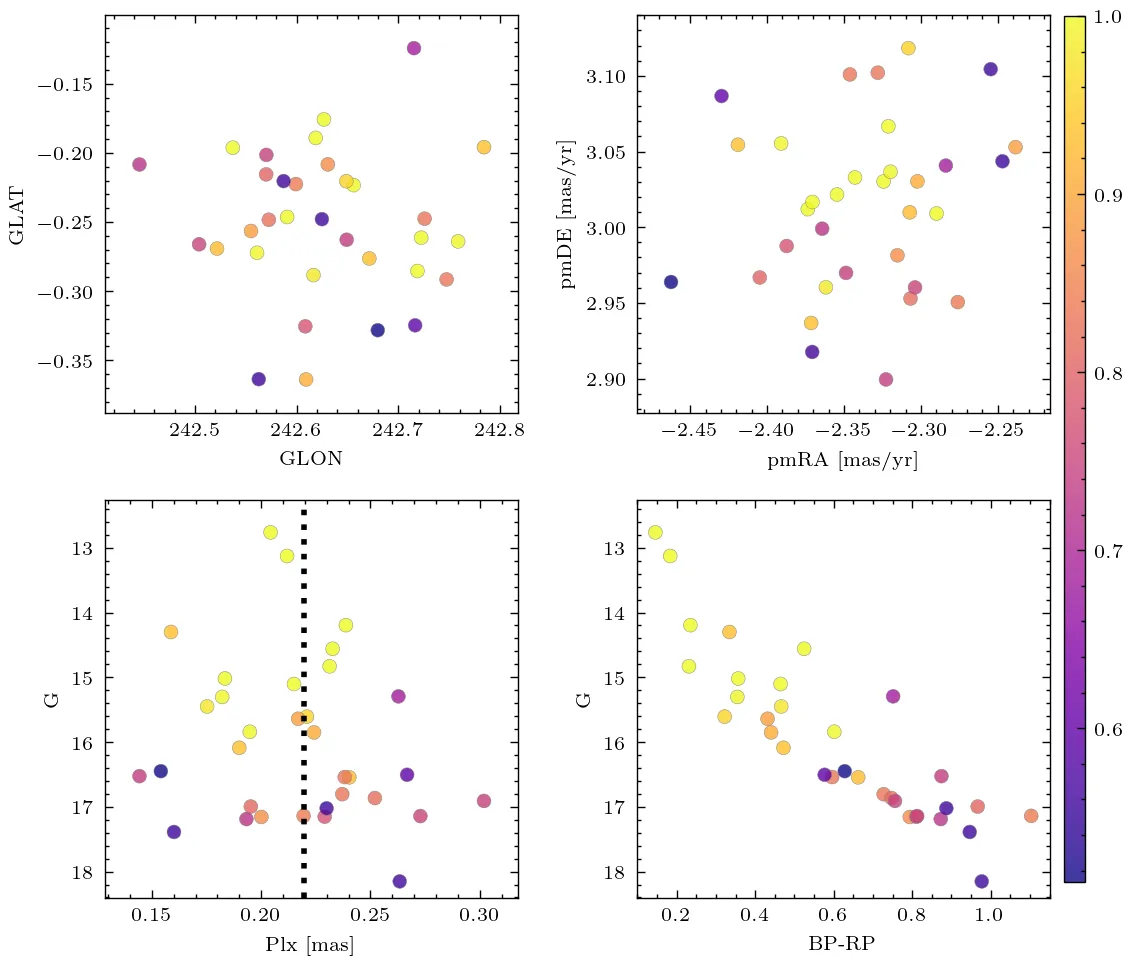 −0.15
−0.20
−0.25
−0.30
−0.35
GLAT
242.5 242.6 242.7 242.8
GLON
3.10
3.05
3.00
2.95
2.90
pmDE [mas/yr]
−2.45 −2.40 −2.35 −2.30 −2.25
pmRA [mas/yr]
13
14
15
16
17
18
G
0.15 0.20 0.25 0.30
Plx [mas]
13
14
15
16
17
18
G
0.2 0.4 0.6 0.8 1.0
BP-RP
1.0
0.9
0.8
0.7
0.6